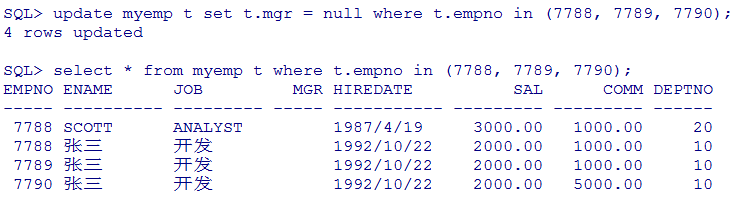 SQL> update myemp t set t.mgr = null where t.empno in (7788, 7789, 7790);
4 rows updated
SQL> select * from myemp t where t.empno in (7788, 7789, 7790);
EMPNO ENAME      JOB         MGR HIREDATE          SAL      COMM DEPTNO
----- ---------- --------- ----- ----------- --------- --------- ------
 7788 SCOTT      ANALYST         1987/4/19     3000.00   1000.00     20
 7788 张三       开发            1992/10/22    2000.00   1000.00     10
 7789 张三       开发            1992/10/22    2000.00   1000.00     10
 7790 张三       开发            1992/10/22    2000.00   5000.00     10